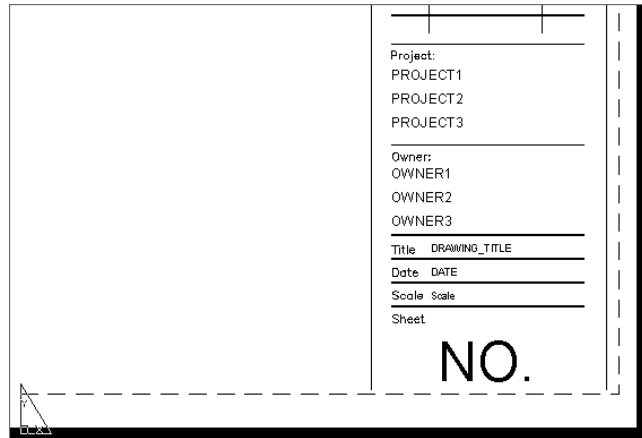 Project:
PROJECT1
PROJECT2
PROJECT3
Owner:
OWNER1
OWNER2
OWNER3
Title DRAWING_TITLE
Date DATE
Scale Scale
Sheet
NO.
Y
X